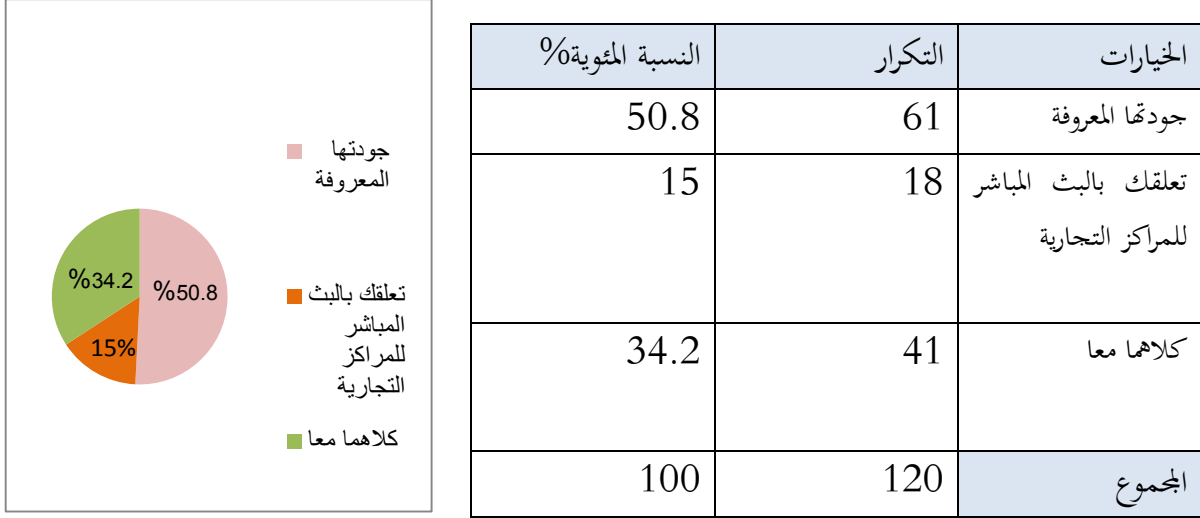 الخيارات التكرار النسبة المئوية%
جودتها المعروفة 61 50.8
تعلقك بالبث المباشر 18 15
للمراكز التجارية
كلاهما معا 41 34.2
المجموع 120 100
جودتها
المعروفة
تعلقك بالبث
المباشر
للمراكز
التجارية
كلاهما معا
%34.2
%50.8
15%